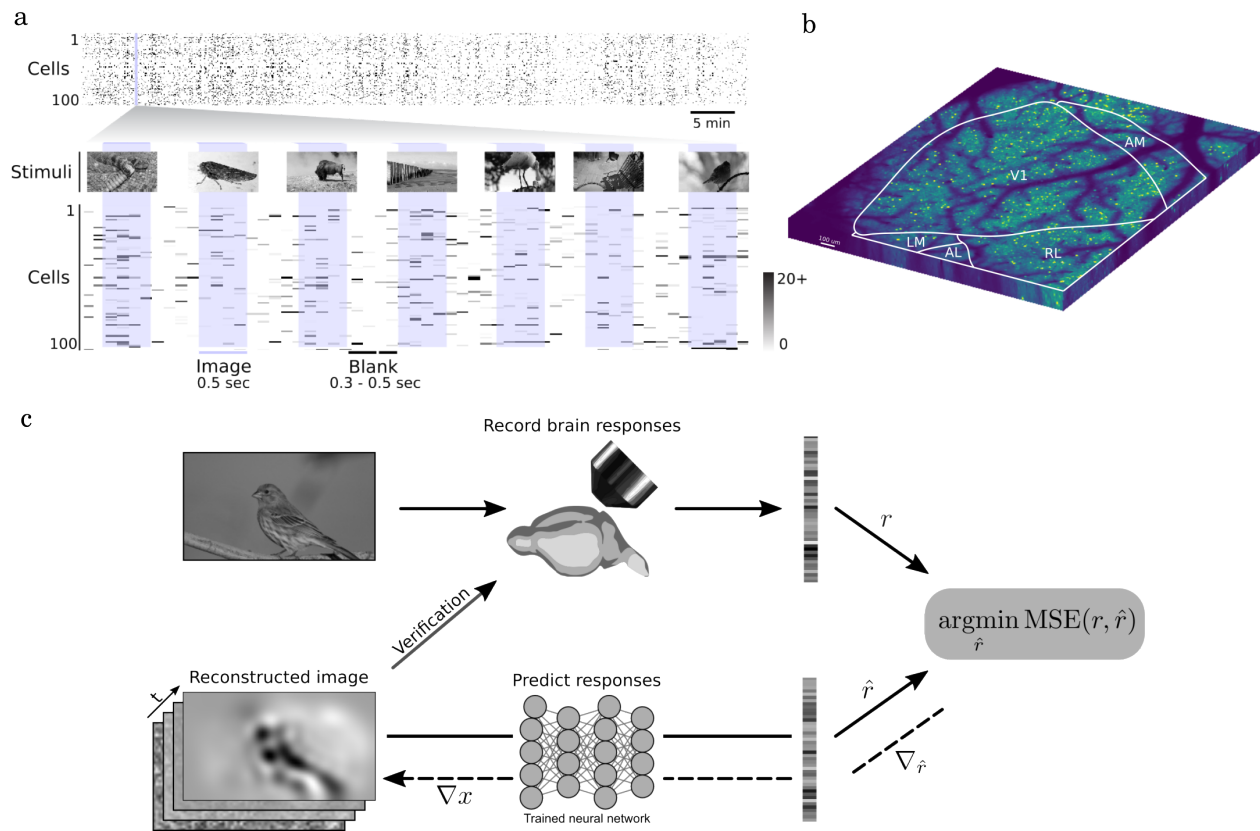 a
1
Cells
100
5 min
Stimuli
1
Cells
100
Image
0.5 sec
Blank
0.3 - 0.5 sec
20+
0
b
AM
V1
LM
AL
RL
100 um
c
Record brain responses
r
Verification
argmin MSE(r, r̂)
r̂
Reconstructed image
t
Predict responses
r̂
∇r̂
∇x
Trained neural network